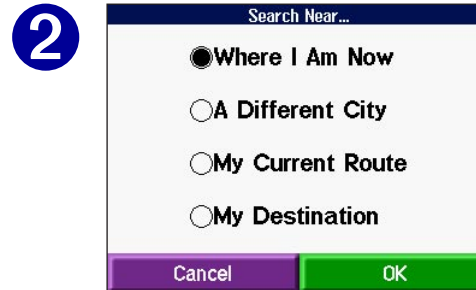 2
Search Near...
Where I Am Now
A Different City
My Current Route
My Destination
Cancel OK